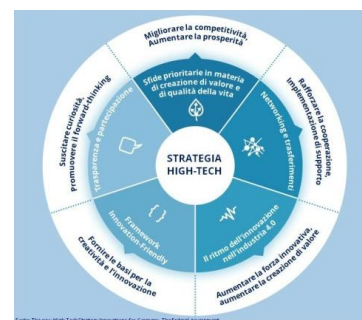 Migliorare la competitività,
Aumentare la prosperità
Sfide prioritarie in materia
di creazione di valore e
di qualità della vita
Rafforzare la cooperazione,
Implementazione di supporto
Networking e trasferimenti
Suscitare curiosità,
Promuovere il forward-thinking
Trasparenza e partecipazione
STRATEGIA
HIGH-TECH
Framework
Innovation-Friendly
Il ritmo dell'innovazione
nell'industria 4.0
Fornire le basi per la
creatività e l'innovazione
Aumentare la forza innovativa,
aumentare la creazione di valore